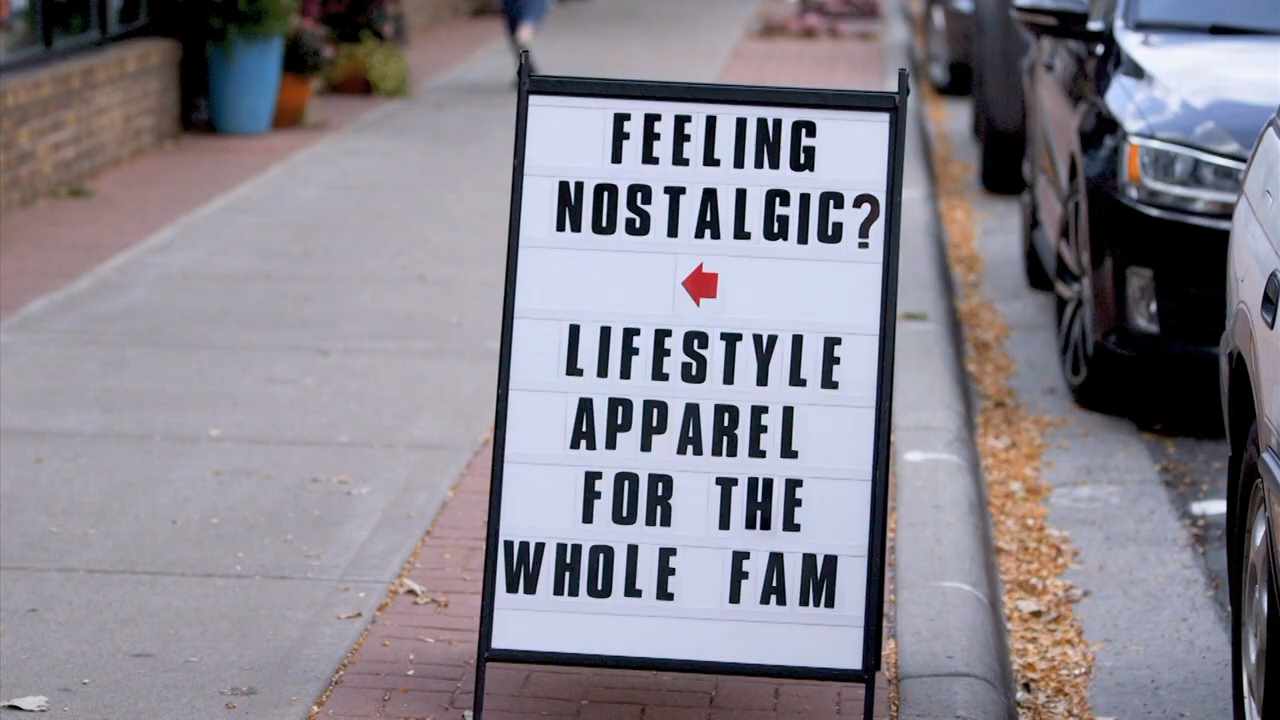 FEELING
NOSTALGIC?
LIFESTYLE
APPAREL
FOR THE
WHOLE FAM